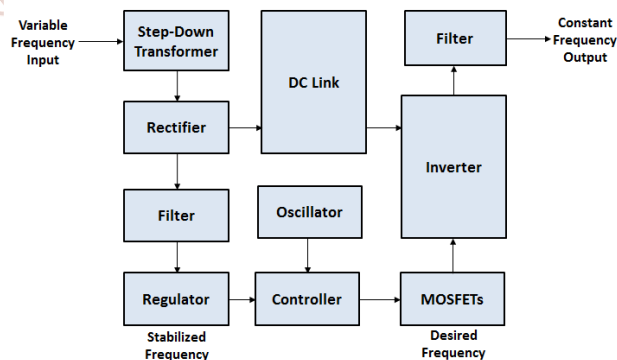 Variable
Frequency
Input
Step-Down
Transformer
DC Link
Filter
Constant
Frequency
Output
Rectifier
Inverter
Filter
Oscillator
Regulator
Controller
MOSFETs
Stabilized
Frequency
Desired
Frequency